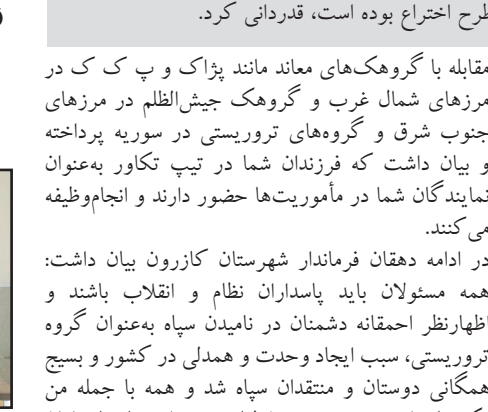 طرح اختراع بوده است، قدردانی کرد.
مقابله با گروهک‌های معاند مانند پژاک و پ ک ک در
مرزهای شمال غرب و گروهک جیش‌الظلم در مرزهای
جنوب شرق و گروه‌های تروریستی در سوریه پرداخته
و بیان داشت که فرزندان شما در تیپ تکاور به‌عنوان
نمایندگان شما در مأموریت‌ها حضور دارند و انجام‌وظیفه
می‌کنند.
در ادامه دهقان فرماندار شهرستان کازرون بیان داشت:
همه مسئولان باید پاسداران نظام و انقلاب باشند و
اظهارنظر احمقانه دشمنان در نامیدن سپاه به‌عنوان گروه
تروریستی، سبب ایجاد وحدت و همدلی در کشور و بسیج
همگانی دوستان و منتقدان سپاه شد و همه با جمله من